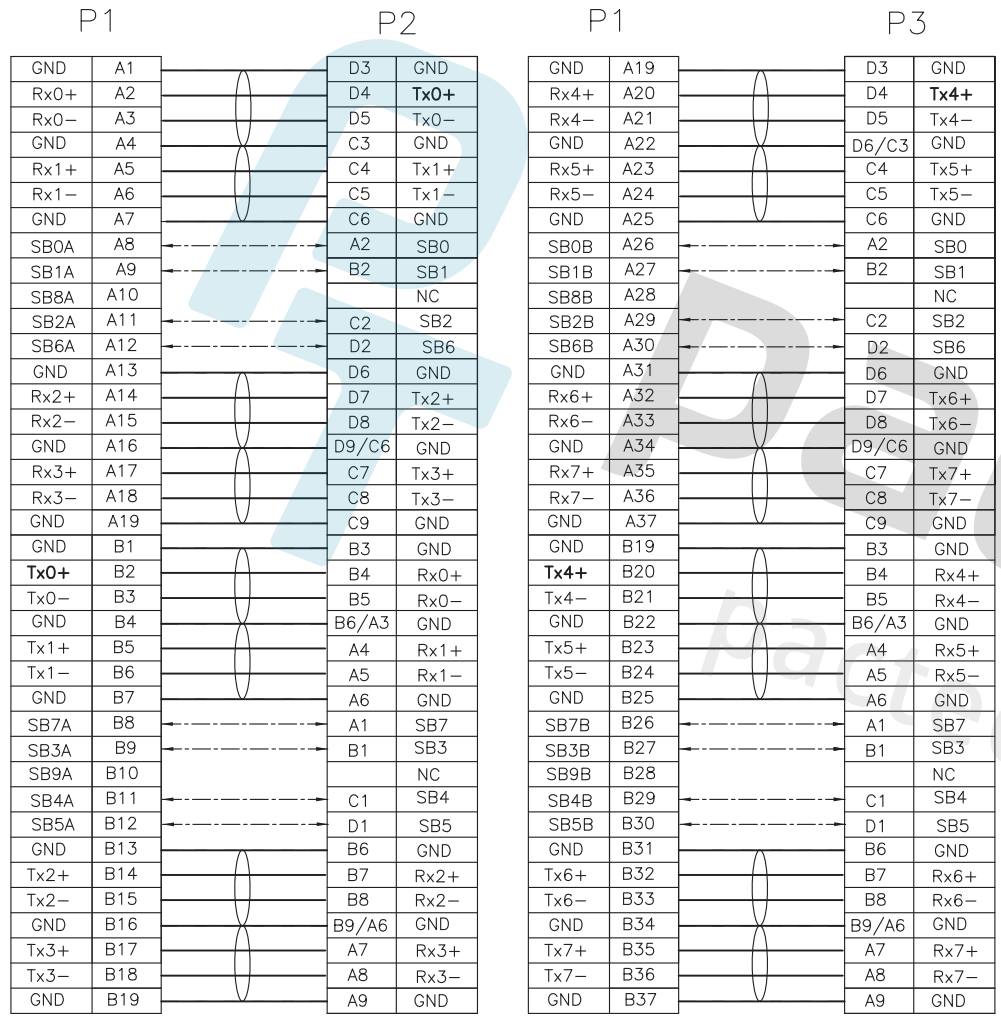 P1 P2 P1 P3
GND A1 D3 GND GND A19 D3 GND
Rx0+ A2 D4 Tx0+ Rx4+ A20 D4 Tx4+
Rx0− A3 D5 Tx0− Rx4− A21 D5 Tx4−
GND A4 C3 GND GND A22 D6/C3 GND
Rx1+ A5 C4 Tx1+ Rx5+ A23 C4 Tx5+
Rx1− A6 C5 Tx1− Rx5− A24 C5 Tx5−
GND A7 C6 GND GND A25 C6 GND
SB0A A8 A2 SB0 SB0B A26 A2 SB0
SB1A A9 B2 SB1 SB1B A27 B2 SB1
SB8A A10 NC SB8B A28 NC
SB2A A11 C2 SB2 SB2B A29 C2 SB2
SB6A A12 D2 SB6 SB6B A30 D2 SB6
GND A13 D6 GND GND A31 D6 GND
Rx2+ A14 D7 Tx2+ Rx6+ A32 D7 Tx6+
Rx2− A15 D8 Tx2− Rx6− A33 D8 Tx6−
GND A16 D9/C6 GND GND A34 D9/C6 GND
Rx3+ A17 C7 Tx3+ Rx7+ A35 C7 Tx7+
Rx3− A18 C8 Tx3− Rx7− A36 C8 Tx7−
GND A19 C9 GND GND A37 C9 GND
GND B1 B3 GND GND B19 B3 GND
Tx0+ B2 B4 Rx0+ Tx4+ B20 B4 Rx4+
Tx0− B3 B5 Rx0− Tx4− B21 B5 Rx4−
GND B4 B6/A3 GND GND B22 B6/A3 GND
Tx1+ B5 A4 Rx1+ Tx5+ B23 A4 Rx5+
Tx1− B6 A5 Rx1− Tx5− B24 A5 Rx5−
GND B7 A6 GND GND B25 A6 GND
SB7A B8 A1 SB7 SB7B B26 A1 SB7
SB3A B9 B1 SB3 SB3B B27 B1 SB3
SB9A B10 NC SB9B B28 NC
SB4A B11 C1 SB4 SB4B B29 C1 SB4
SB5A B12 D1 SB5 SB5B B30 D1 SB5
GND B13 B6 GND GND B31 B6 GND
Tx2+ B14 B7 Rx2+ Tx6+ B32 B7 Rx6+
Tx2− B15 B8 Rx2− Tx6− B33 B8 Rx6−
GND B16 B9/A6 GND GND B34 B9/A6 GND
Tx3+ B17 A7 Rx3+ Tx7+ B35 A7 Rx7+
Tx3− B18 A8 Rx3− Tx7− B36 A8 Rx7−
GND B19 A9 GND GND B37 A9 GND